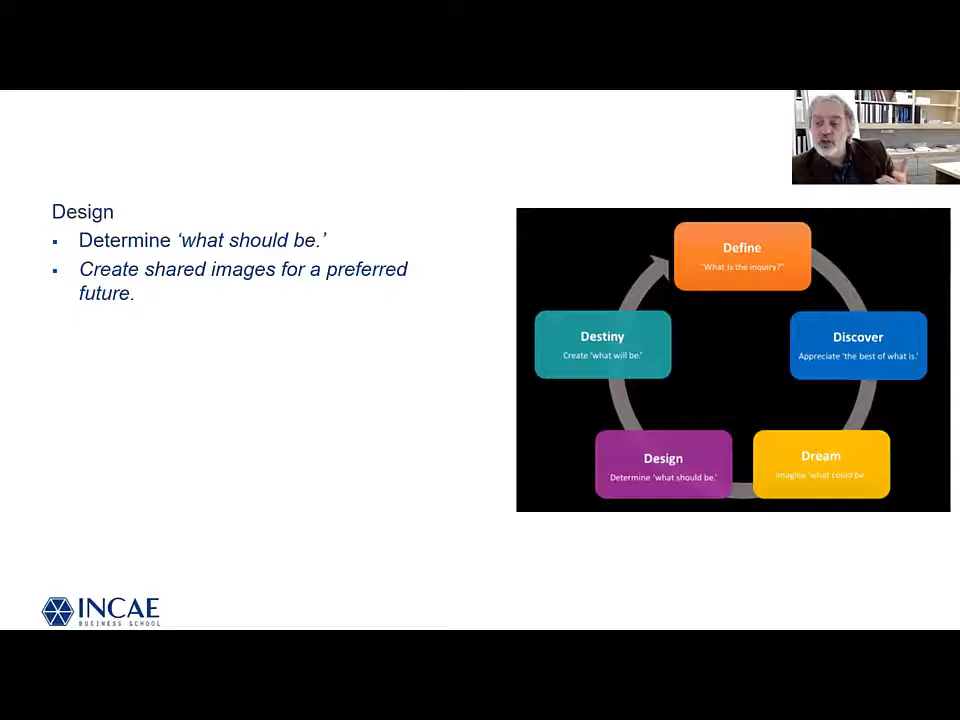 Design
▪ Determine ‘what should be.’
▪ Create shared images for a preferred
future.
Define
"What is the inquiry?"
Destiny
Create ‘what will be.’
Discover
Appreciate ‘the best of what is.’
Design
Determine ‘what should be.’
Dream
Imagine ‘what could be.
INCAE
BUSINESS SCHOOL